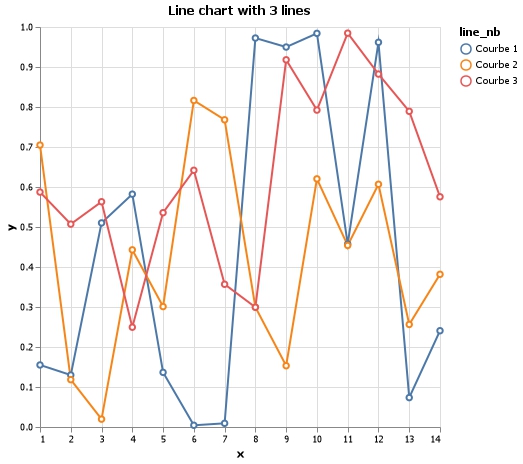 Line chart with 3 lines
line_nb
Courbe 1
Courbe 2
Courbe 3
y
1.0
0.9
0.8
0.7
0.6
0.5
0.4
0.3
0.2
0.1
0.0
1 2 3 4 5 6 7 8 9 10 11 12 13 14
x